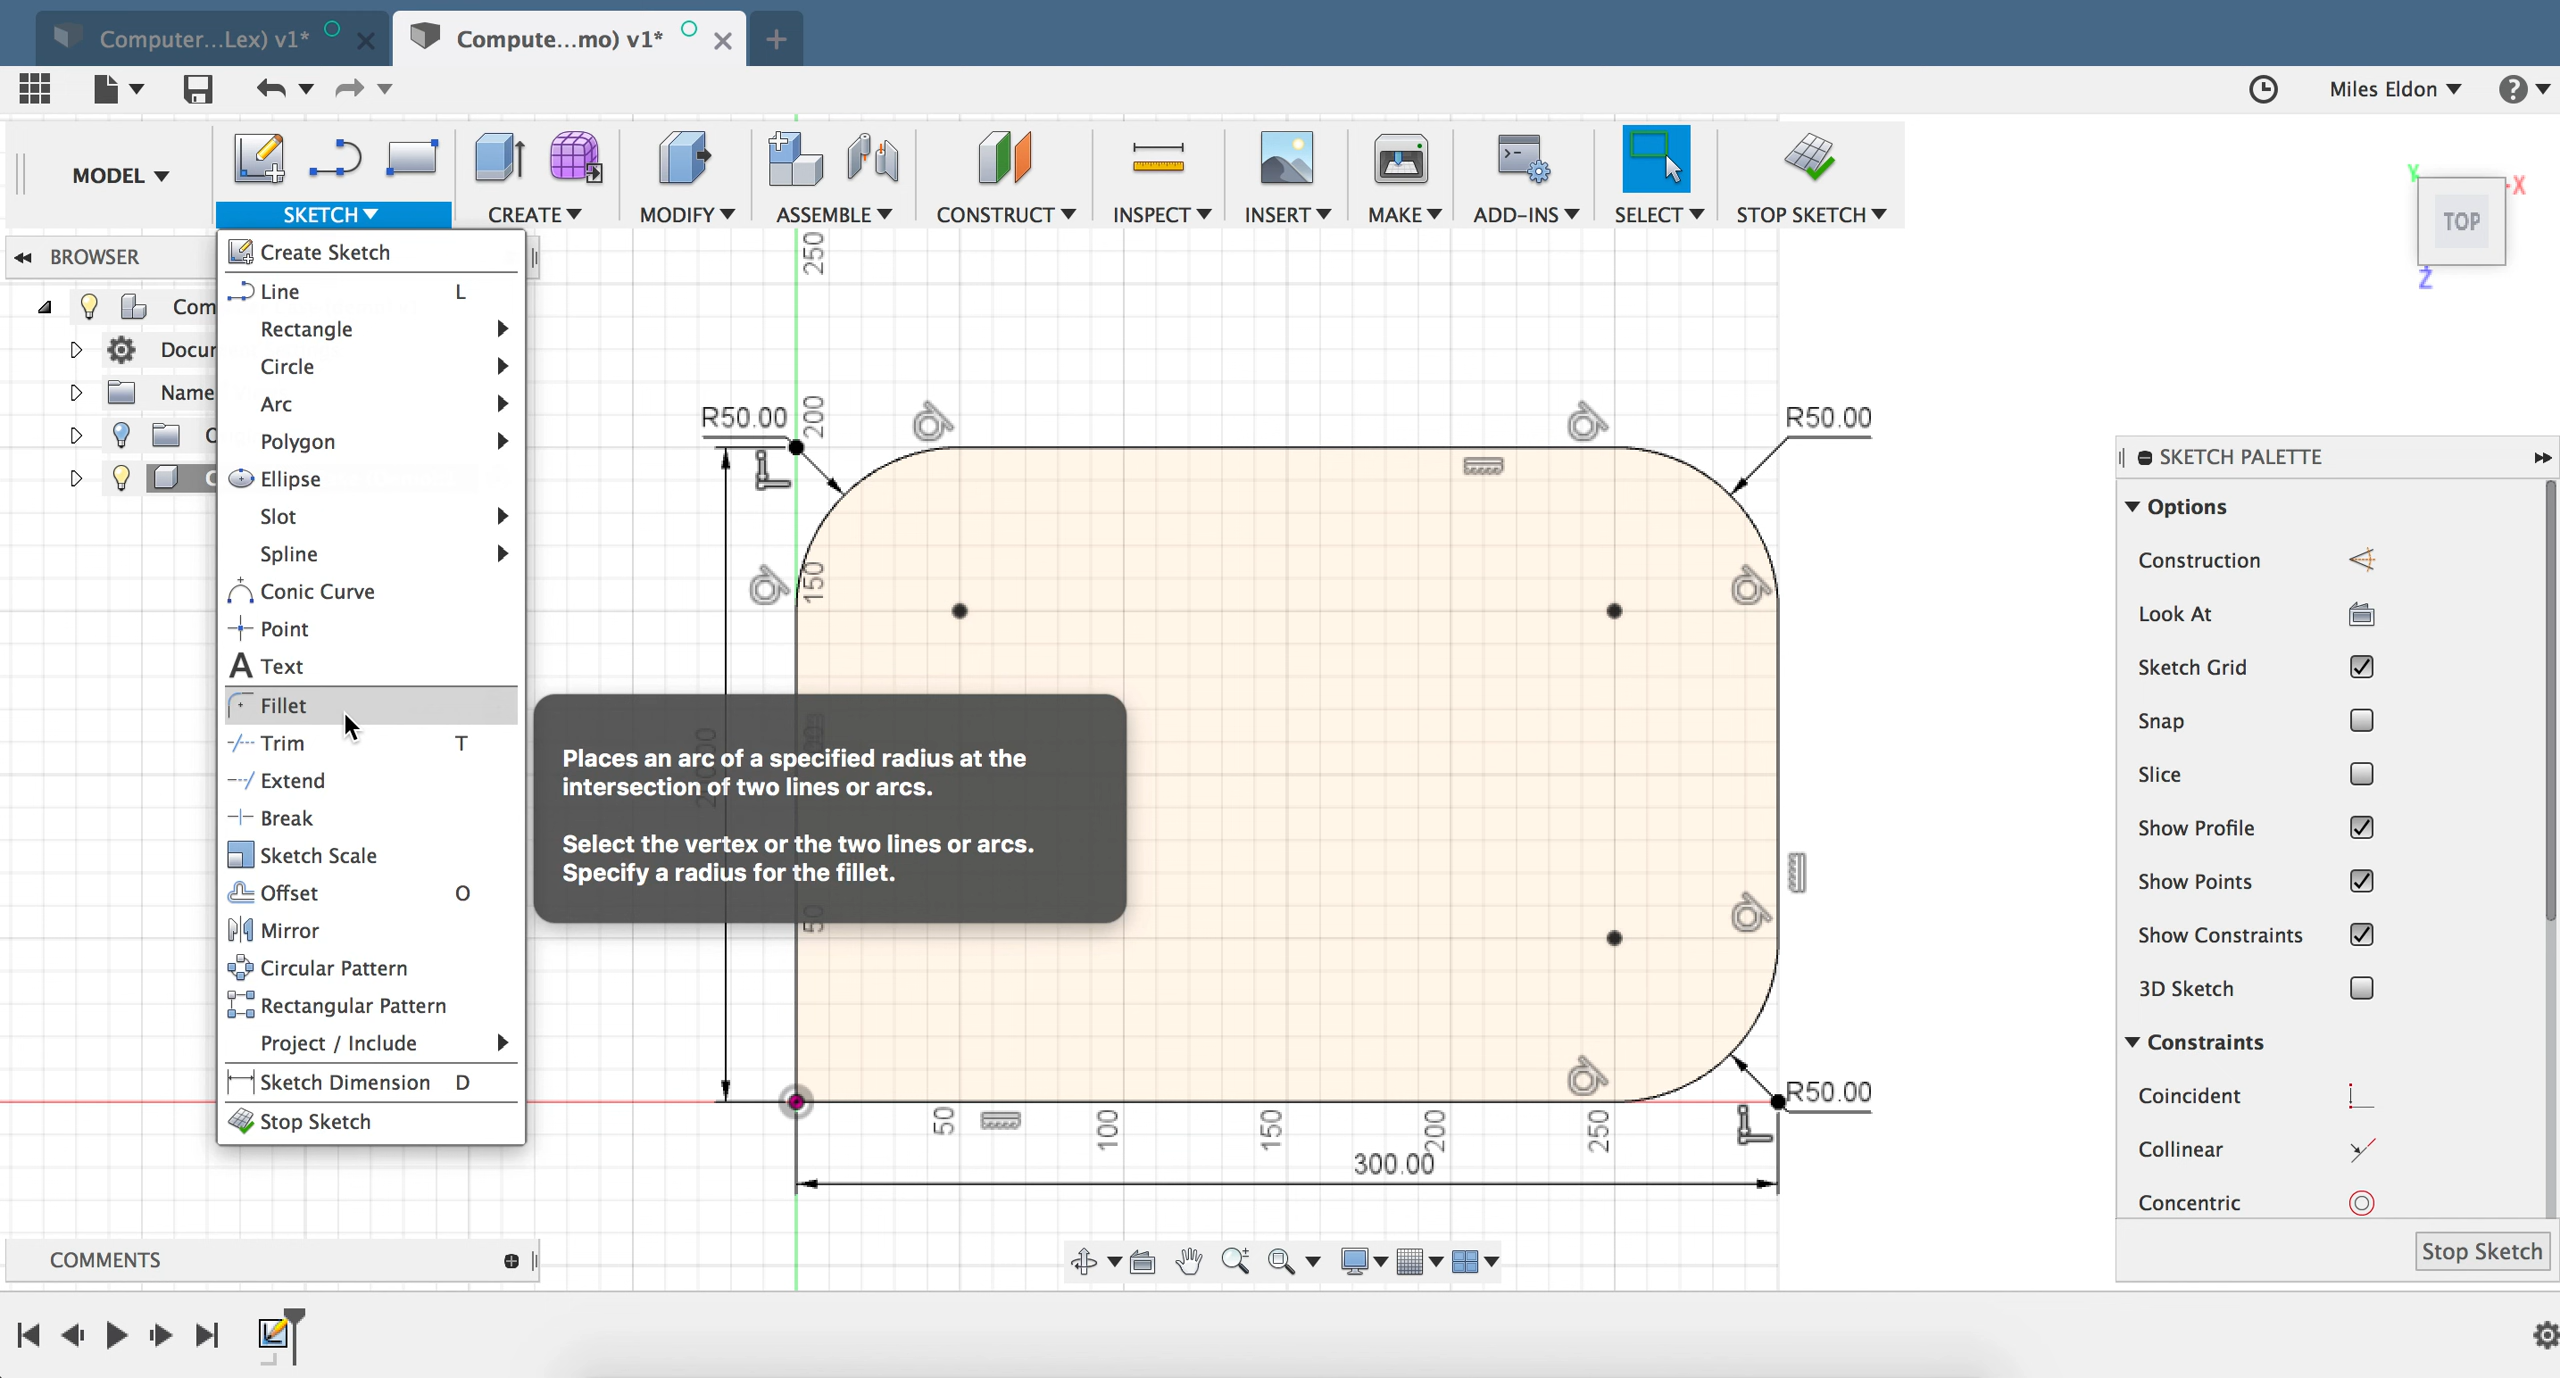 Computer...Lex) v1*
Compute...mo) v1*
Miles Eldon
MODEL
SKETCH
CREATE
MODIFY
ASSEMBLE
CONSTRUCT
INSPECT
INSERT
MAKE
ADD-INS
SELECT
STOP SKETCH
Y
X
TOP
Z
BROWSER
Com
Docur
Name
Create Sketch
Line L
Rectangle
Circle
Arc
Polygon
Ellipse
Slot
Spline
Conic Curve
Point
Text
Fillet
Trim T
Extend
Break
Sketch Scale
Offset O
Mirror
Circular Pattern
Rectangular Pattern
Project / Include
Sketch Dimension D
Stop Sketch
Places an arc of a specified radius at the
intersection of two lines or arcs.
Select the vertex or the two lines or arcs.
Specify a radius for the fillet.
250
R50.00
200
R50.00
150
50
R50.00
50
100
150
200
250
300.00
SKETCH PALETTE
Options
Construction
Look At
Sketch Grid
Snap
Slice
Show Profile
Show Points
Show Constraints
3D Sketch
Constraints
Coincident
Collinear
Concentric
Stop Sketch
COMMENTS